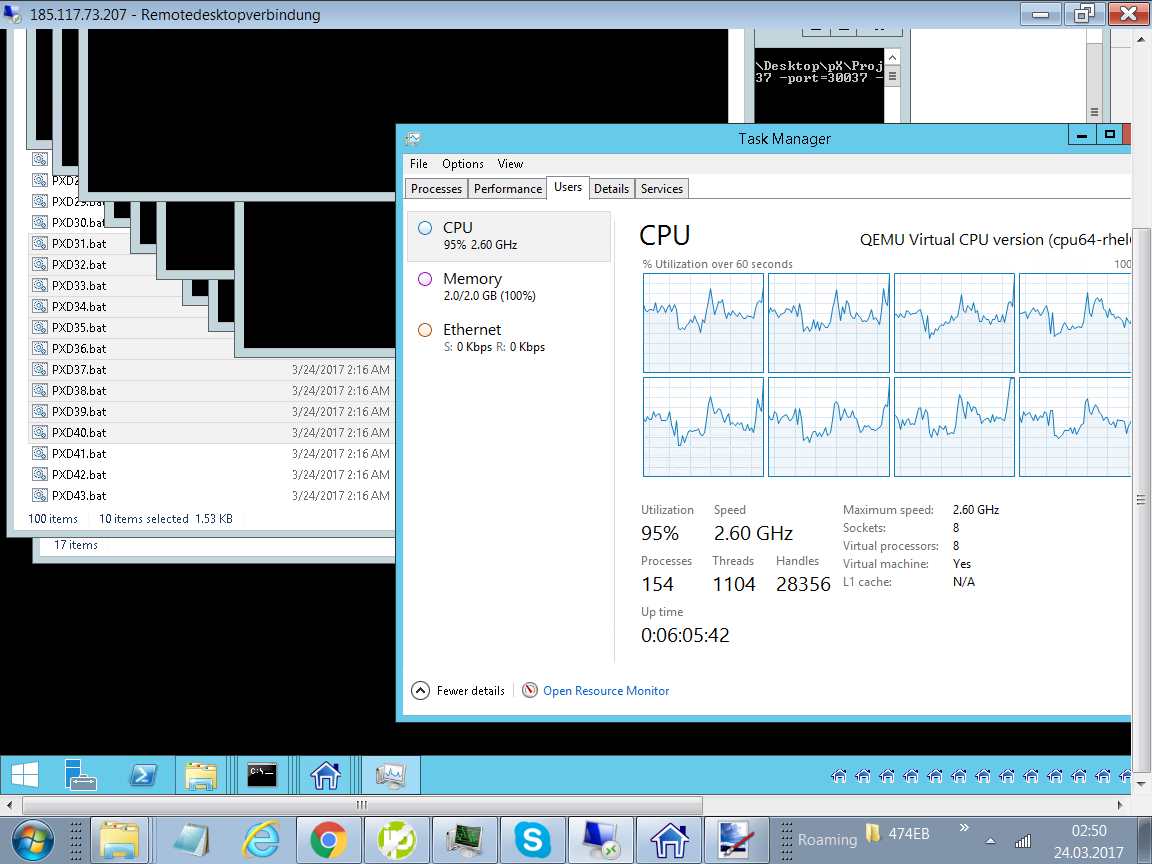 185.117.73.207 - Remotedesktopverbindung
\Desktop\pX\Proj
37 -port=30037 -
Task Manager
File Options View
Processes Performance Users Details Services
PXD29.bat
PXD30.bat
PXD31.bat
PXD32.bat
PXD33.bat
PXD34.bat
PXD35.bat
PXD36.bat
PXD37.bat 3/24/2017 2:16 AM
PXD38.bat 3/24/2017 2:16 AM
PXD39.bat 3/24/2017 2:16 AM
PXD40.bat 3/24/2017 2:16 AM
PXD41.bat 3/24/2017 2:16 AM
PXD42.bat 3/24/2017 2:16 AM
PXD43.bat 3/24/2017 2:16 AM
100 items 10 items selected 1.53 KB
17 items
CPU
95% 2.60 GHz
Memory
2.0/2.0 GB (100%)
Ethernet
S: 0 Kbps R: 0 Kbps
CPU
QEMU Virtual CPU version (cpu64-rhel
% Utilization over 60 seconds 100
Utilization Speed
95% 2.60 GHz
Processes Threads Handles
154 1104 28356
Up time
0:06:05:42
Maximum speed: 2.60 GHz
Sockets: 8
Virtual processors: 8
Virtual machine: Yes
L1 cache: N/A
Fewer details Open Resource Monitor
C:\
Roaming 474EB
02:50
24.03.2017